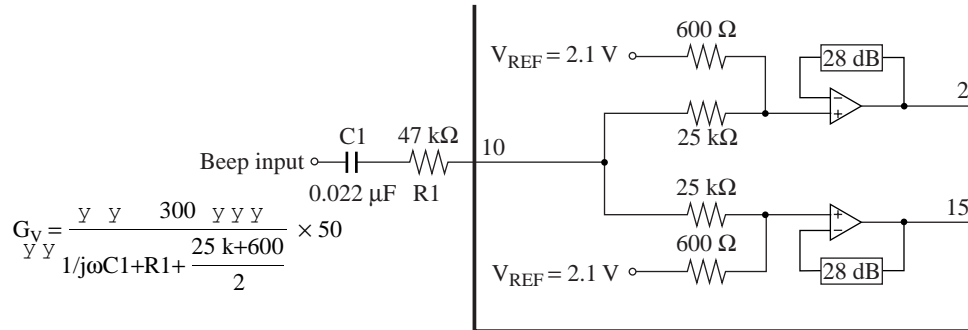 600 Ω
V_REF = 2.1 V
28 dB
2
−
+
25 kΩ
C1
47 kΩ
10
Beep input
0.022 μF
R1
25 kΩ
15
+
−
600 Ω
V_REF = 2.1 V
28 dB
y y 300 y y y
G_V = × 50
y y
1/jωC1+R1+
25 k+600
2